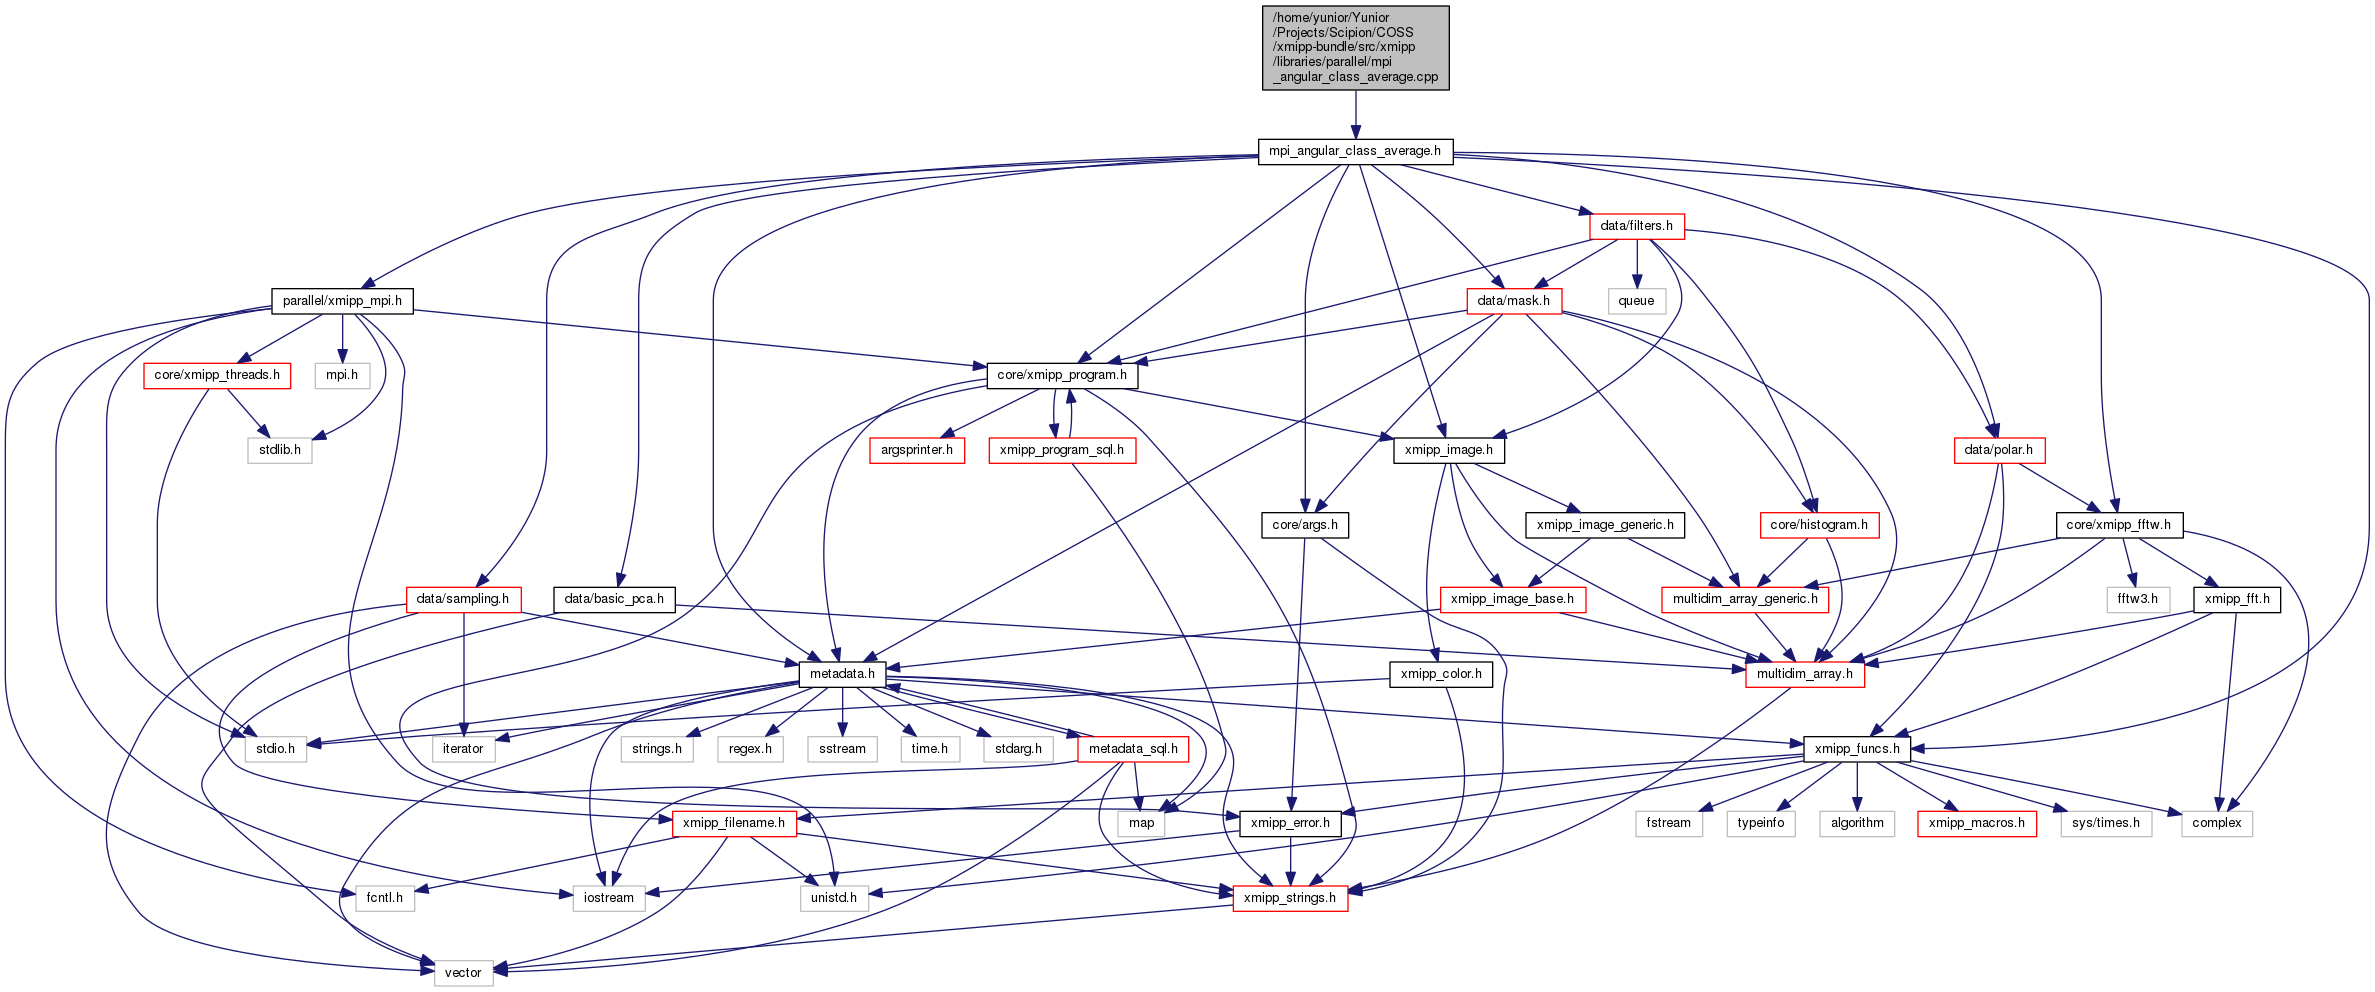 /home/yunior/Yunior
/Projects/Scipion/COSS
/xmipp-bundle/src/xmipp
/libraries/parallel/mpi
_angular_class_average.cpp
mpi_angular_class_average.h
data/filters.h
parallel/xmipp_mpi.h
data/mask.h
queue
core/xmipp_threads.h
mpi.h
core/xmipp_program.h
stdlib.h
argsprinter.h
xmipp_program_sql.h
xmipp_image.h
data/polar.h
core/args.h
xmipp_image_generic.h
core/histogram.h
core/xmipp_fftw.h
data/sampling.h
data/basic_pca.h
xmipp_image_base.h
multidim_array_generic.h
fftw3.h
xmipp_fft.h
metadata.h
xmipp_color.h
multidim_array.h
stdio.h
iterator
strings.h
regex.h
sstream
time.h
stdarg.h
metadata_sql.h
xmipp_funcs.h
xmipp_filename.h
map
xmipp_error.h
fstream
typeinfo
algorithm
xmipp_macros.h
sys/times.h
complex
fcntl.h
iostream
unistd.h
xmipp_strings.h
vector